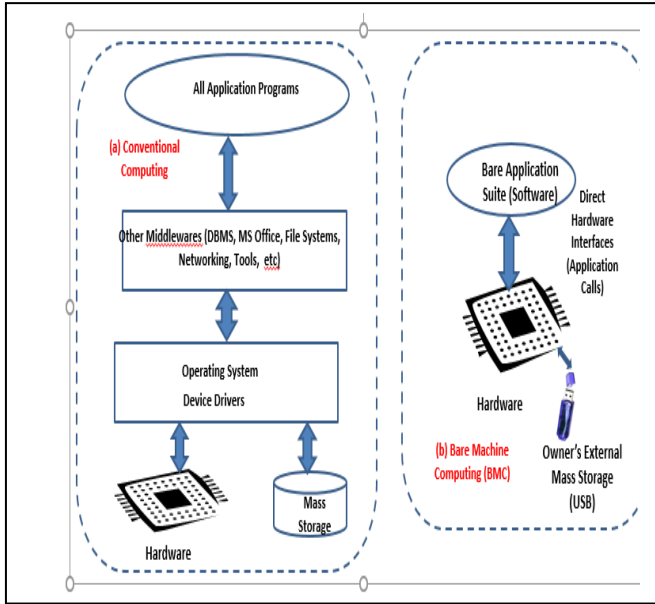 All Application Programs
(a) Conventional
Computing
Other Middlewares (DBMS, MS Office, File Systems,
Networking, Tools, etc)
Operating System
Device Drivers
Mass
Storage
Hardware
Bare Application
Suite (Software)
Direct
Hardware
Interfaces
(Application
Calls)
Hardware
(b) Bare Machine
Computing (BMC)
Owner's External
Mass Storage
(USB)